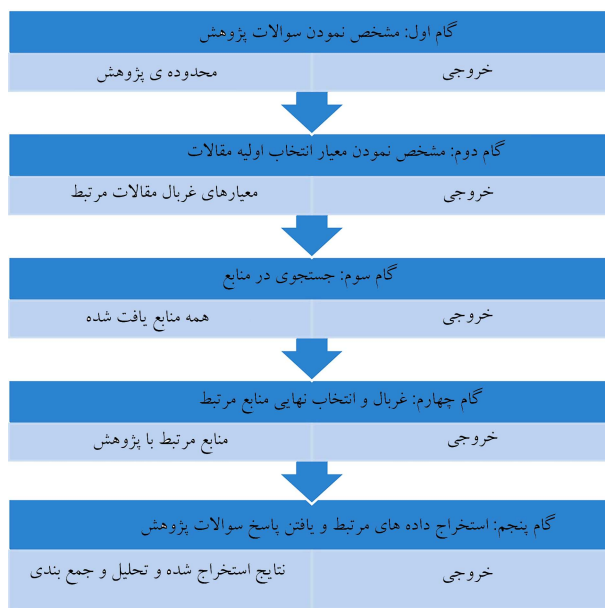 گام اول: مشخص نمودن سوالات پژوهش
خروجی
محدوده ی پژوهش
گام دوم: مشخص نمودن معیار انتخاب اولیه مقالات
خروجی
معیارهای غربال مقالات مرتبط
گام سوم: جستجوی در منابع
خروجی
همه منابع یافت شده
گام چهارم: غربال و انتخاب نهایی منابع مرتبط
خروجی
منابع مرتبط با پژوهش
گام پنجم: استخراج داده های مرتبط و یافتن پاسخ سوالات پژوهش
خروجی
نتایج استخراج شده و تحلیل و جمع بندی